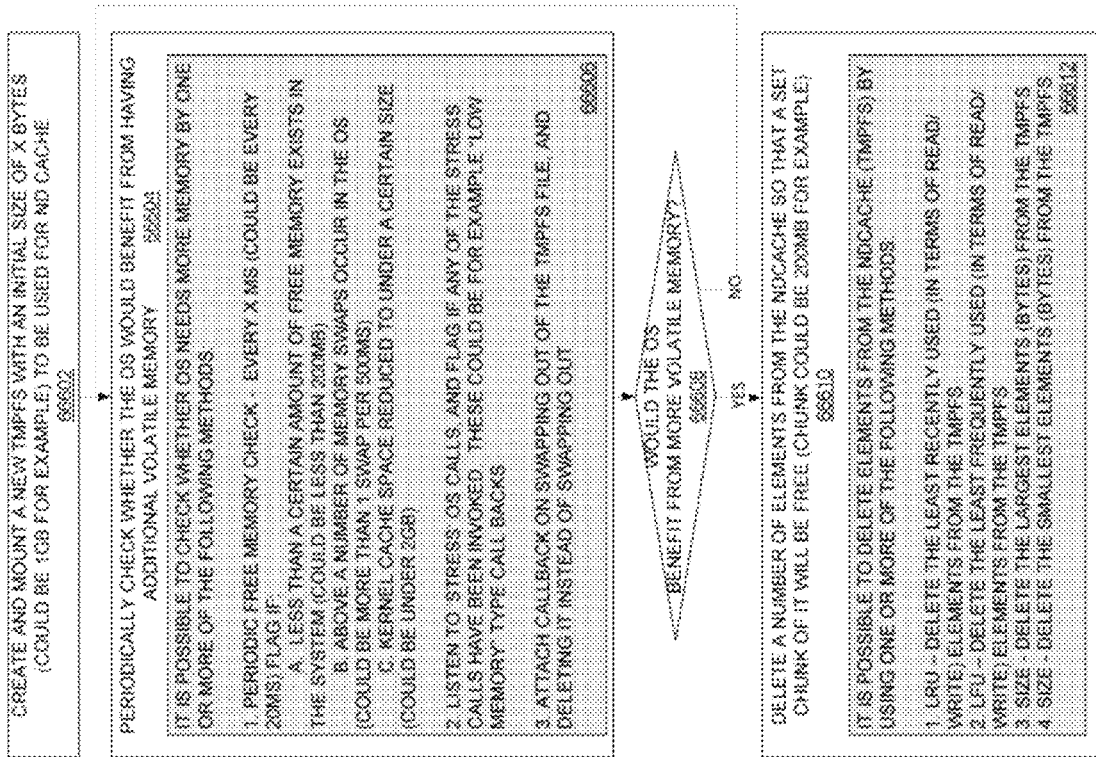 CREATE AND MOUNT A NEW TMPFS WITH AN INITIAL SIZE OF X BYTES
(COULD BE 1GB FOR EXAMPLE) TO BE USED FOR ND CACHE
66602
PERIODICALLY CHECK WHETHER THE OS WOULD BENEFIT FROM HAVING
ADDITIONAL VOLATILE MEMORY 66604
IT IS POSSIBLE TO CHECK WHETHER OS NEEDS MORE MEMORY BY ONE
OR MORE OF THE FOLLOWING METHODS
1. PERIODIC FREE MEMORY CHECK - EVERY X MS (COULD BE EVERY
20MS) FLAG IF:
A. LESS THAN A CERTAIN AMOUNT OF FREE MEMORY EXISTS IN
THE SYSTEM (COULD BE LESS THAN 200MB)
B. ABOVE A NUMBER OF MEMORY SWAPS OCCUR IN THE OS
(COULD BE MORE THAN 1 SWAP PER 500MS)
C. KERNEL CACHE SPACE REDUCED TO UNDER A CERTAIN SIZE
(COULD BE UNDER 2GB)
2. LISTEN TO STRESS OS CALLS, AND FLAG IF ANY OF THE STRESS
CALLS HAVE BEEN INVOKED. THESE COULD BE FOR EXAMPLE "LOW
MEMORY" TYPE CALL BACKS
3. ATTACH CALLBACK ON SWAPPING OUT OF THE TMPFS FILE, AND
DELETING IT INSTEAD OF SWAPPING OUT
66606
WOULD THE OS
BENEFIT FROM MORE VOLATILE MEMORY?
66608
NO
YES
DELETE A NUMBER OF ELEMENTS FROM THE NDCACHE SO THAT A SET
CHUNK OF IT WILL BE FREE (CHUNK COULD BE 200MB FOR EXAMPLE)
66610
IT IS POSSIBLE TO DELETE ELEMENTS FROM THE NDCACHE (TMPFS) BY
USING ONE OR MORE OF THE FOLLOWING METHODS:
1. LRU - DELETE THE LEAST RECENTLY USED (IN TERMS OF READ/
WRITE) ELEMENTS FROM THE TMPFS
2. LFU - DELETE THE LEAST FREQUENTLY USED (IN TERMS OF READ/
WRITE) ELEMENTS FROM THE TMPFS
3. SIZE - DELETE THE LARGEST ELEMENTS (BYTES) FROM THE TMPFS
4. SIZE - DELETE THE SMALLEST ELEMENTS (BYTES) FROM THE TMPFS
66612